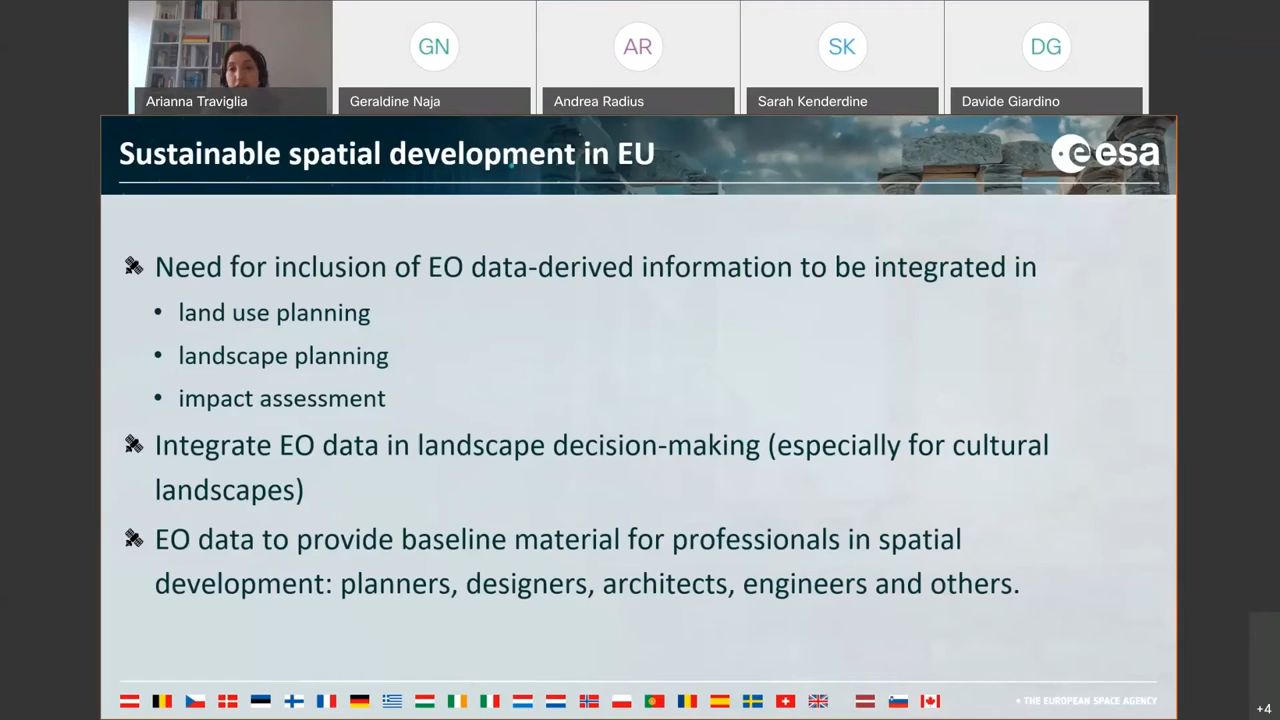 GN
AR
SK
DG
Arianna Traviglia
Geraldine Naja
Andrea Radius
Sarah Kenderdine
Davide Giardino
Sustainable spatial development in EU
esa
Need for inclusion of EO data-derived information to be integrated in
• land use planning
• landscape planning
• impact assessment
Integrate EO data in landscape decision-making (especially for cultural
landscapes)
EO data to provide baseline material for professionals in spatial
development: planners, designers, architects, engineers and others.
→ THE EUROPEAN SPACE AGENCY
+4